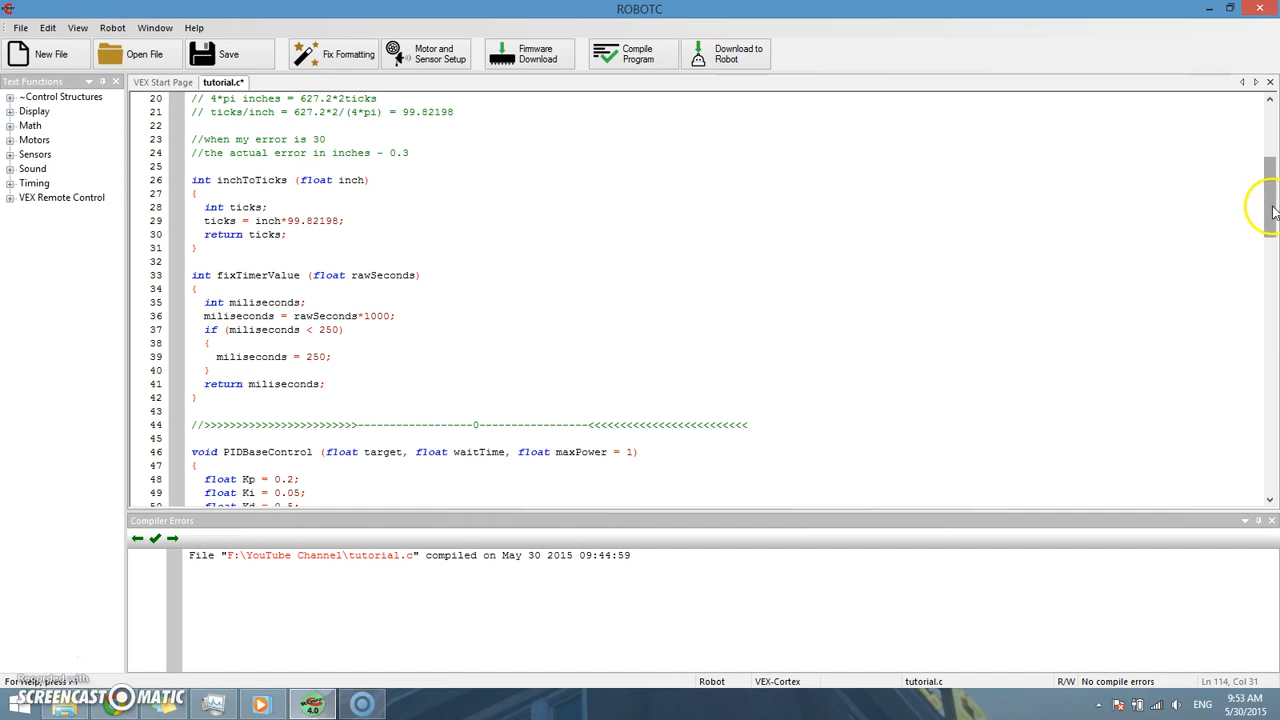 ROBOTC
File Edit View Robot Window Help
New File Open File Save Fix Formatting Motor and Sensor Setup Firmware Download Compile Program Download to Robot
Text Functions
VEX Start Page tutorial.c*
~Control Structures
Display
Math
Motors
Sensors
Sound
Timing
VEX Remote Control
20 // 4*pi inches = 627.2*2ticks
21 // ticks/inch = 627.2*2/(4*pi) = 99.82198
22
23 //when my error is 30
24 //the actual error in inches - 0.3
25
26 int inchToTicks (float inch)
27 {
28 int ticks;
29 ticks = inch*99.82198;
30 return ticks;
31 }
32
33 int fixTimerValue (float rawSeconds)
34 {
35 int miliseconds;
36 miliseconds = rawSeconds*1000;
37 if (miliseconds < 250)
38 {
39 miliseconds = 250;
40 }
41 return miliseconds;
42 }
43
44 //>>>>>>>>>>>>>>>>>>>>>>>>------------------0-----------------<<<<<<<<<<<<<<<<<<<<<<<<<
45
46 void PIDBaseControl (float target, float waitTime, float maxPower = 1)
47 {
48 float Kp = 0.2;
49 float Ki = 0.05;
50 float Kd = 0.5;
Compiler Errors
File "F:\YouTube Channel\tutorial.c" compiled on May 30 2015 09:44:59
For Help, press F1
Robot VEX-Cortex tutorial.c R/W No compile errors Ln 114, Col 31
Recorded with
SCREENCAST MATIC
4.0
ENG
9:53 AM
5/30/2015